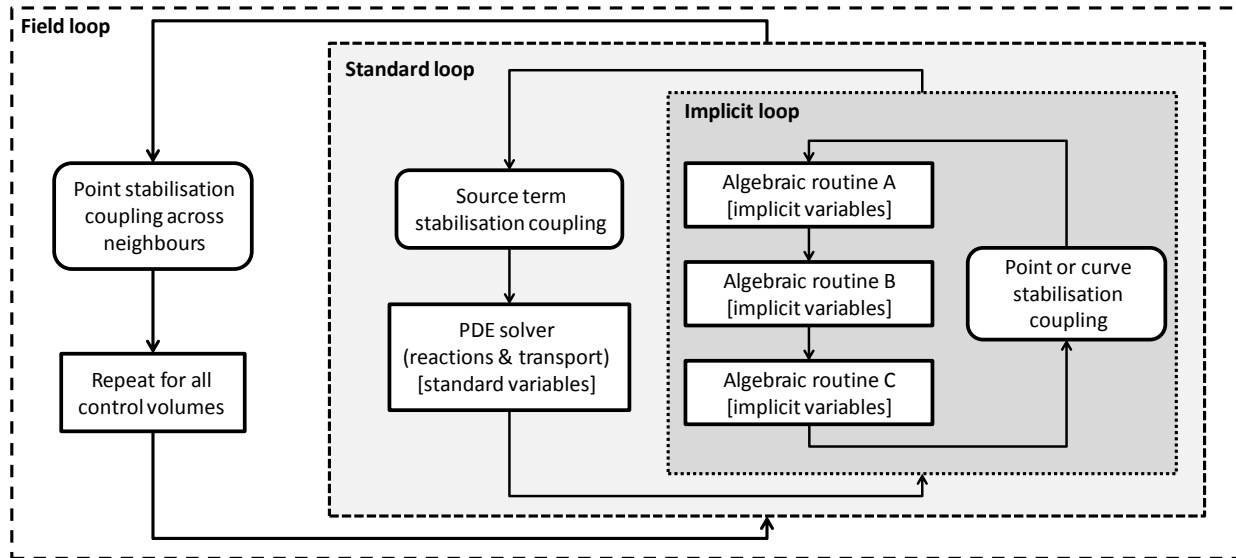 Field loop
Point stabilisation
coupling across
neighbours
Repeat for all
control volumes
Standard loop
Source term
stabilisation coupling
PDE solver
(reactions & transport)
[standard variables]
Implicit loop
Algebraic routine A
[implicit variables]
Algebraic routine B
[implicit variables]
Algebraic routine C
[implicit variables]
Point or curve
stabilisation
coupling